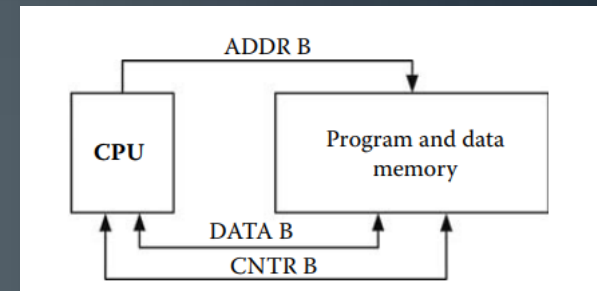 ADDR B
CPU
Program and data
memory
DATA B
CNTR B